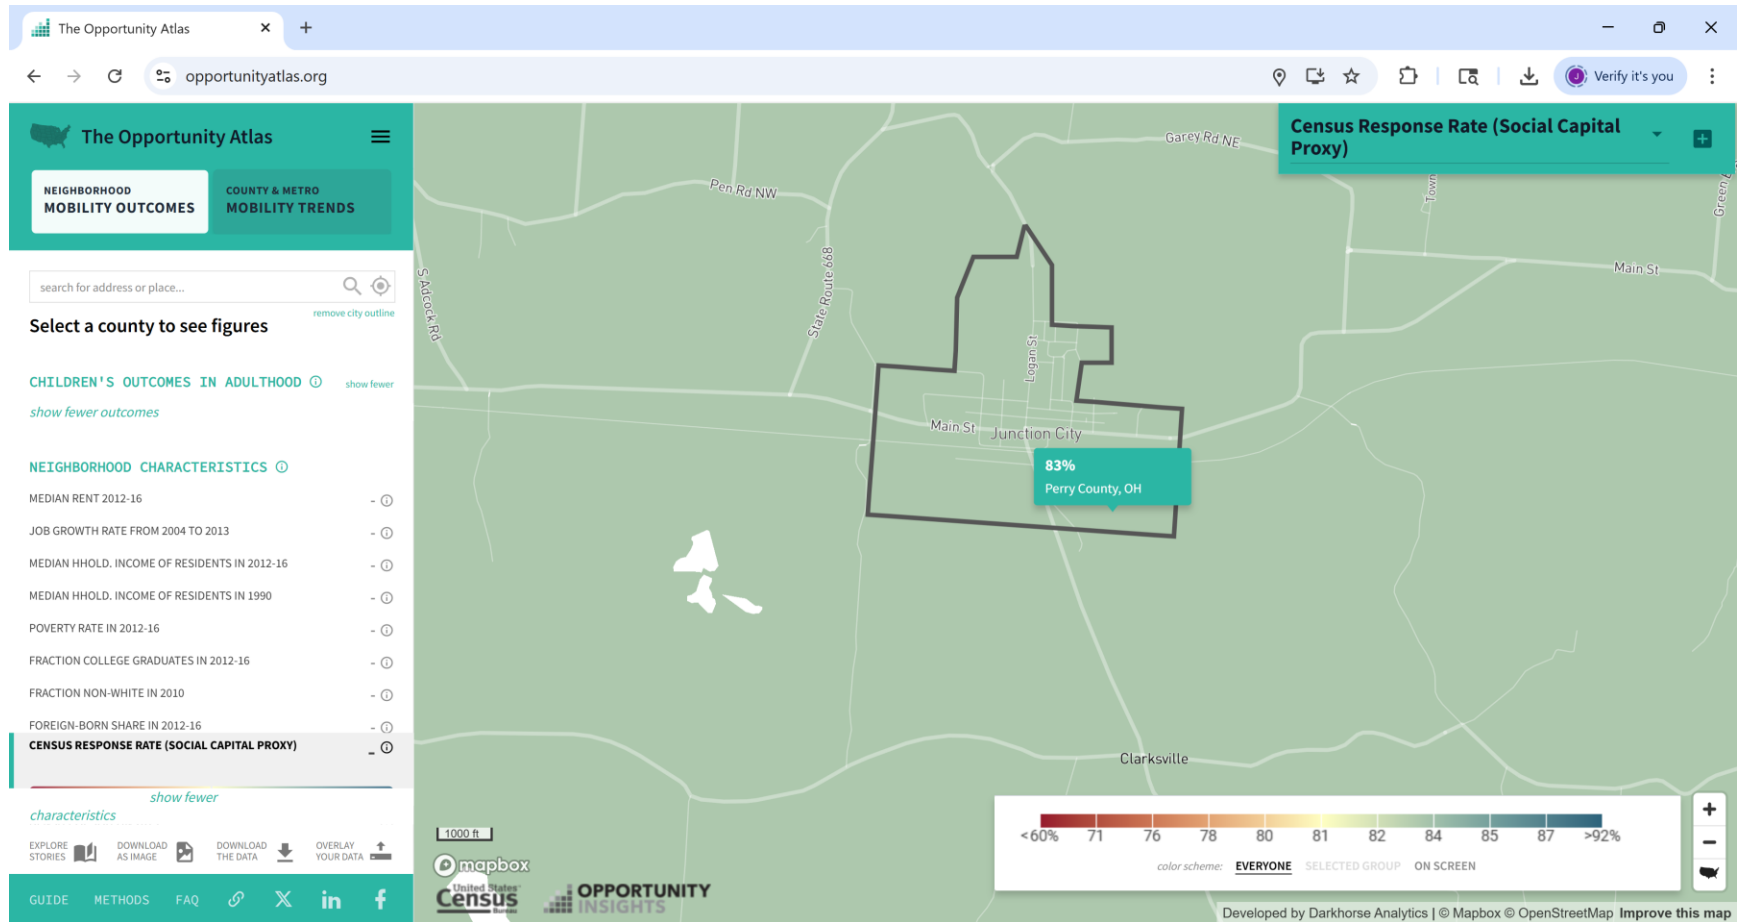 The Opportunity Atlas
opportunityatlas.org
Verify it's you
The Opportunity Atlas
NEIGHBORHOOD
MOBILITY OUTCOMES
COUNTY & METRO
MOBILITY TRENDS
search for address or place...
remove city outline
Select a county to see figures
CHILDREN'S OUTCOMES IN ADULTHOOD
show fewer
show fewer outcomes
NEIGHBORHOOD CHARACTERISTICS
MEDIAN RENT 2012-16 -
JOB GROWTH RATE FROM 2004 TO 2013 -
MEDIAN HHOLD. INCOME OF RESIDENTS IN 2012-16 -
MEDIAN HHOLD. INCOME OF RESIDENTS IN 1990 -
POVERTY RATE IN 2012-16 -
FRACTION COLLEGE GRADUATES IN 2012-16 -
FRACTION NON-WHITE IN 2010 -
FOREIGN-BORN SHARE IN 2012-16 -
CENSUS RESPONSE RATE (SOCIAL CAPITAL PROXY) -
show fewer
characteristics
EXPLORE
STORIES
DOWNLOAD
AS IMAGE
DOWNLOAD
THE DATA
OVERLAY
YOUR DATA
GUIDE METHODS FAQ
Census Response Rate (Social Capital
Proxy)
Garey Rd NE
Pen Rd NW
Town
Green
S Adcock Rd
State Route 668
Main St
Logan St
Main St
Junction City
83%
Perry County, OH
Clarksville
1000 ft
mapbox
United States
Census
Bureau
OPPORTUNITY
INSIGHTS
<60% 71 76 78 80 81 82 84 85 87 >92%
color scheme: EVERYONE SELECTED GROUP ON SCREEN
Developed by Darkhorse Analytics | © Mapbox © OpenStreetMap Improve this map